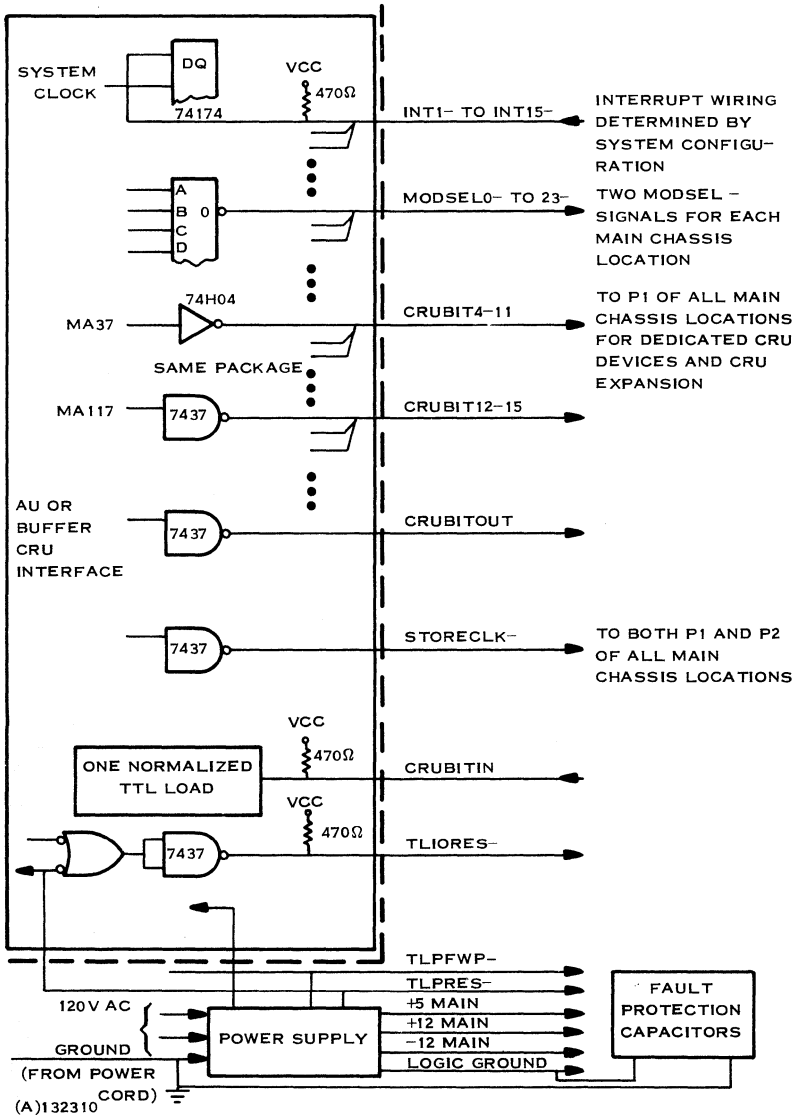 SYSTEM
CLOCK
DQ
74174
VCC
470Ω
INT1- TO INT15-
INTERRUPT WIRING
DETERMINED BY
SYSTEM CONFIGU-
RATION
A
B
C
D
0
MODSEL0- TO 23-
TWO MODSEL -
SIGNALS FOR EACH
MAIN CHASSIS
LOCATION
74H04
MA37
CRUBIT4-11
TO P1 OF ALL MAIN
CHASSIS LOCATIONS
FOR DEDICATED CRU
DEVICES AND CRU
EXPANSION
SAME PACKAGE
MA117
7437
CRUBIT12-15
AU OR
BUFFER
CRU
INTERFACE
7437
CRUBITOUT
7437
STORECLK-
TO BOTH P1 AND P2
OF ALL MAIN
CHASSIS LOCATIONS
VCC
470Ω
ONE NORMALIZED
TTL LOAD
CRUBITIN
VCC
470Ω
7437
TLIORES-
TLPFWP-
TLPRES-
120V AC
+5 MAIN
POWER SUPPLY
+12 MAIN
-12 MAIN
GROUND
LOGIC GROUND
(FROM POWER
CORD)
FAULT
PROTECTION
CAPACITORS
(A)132310